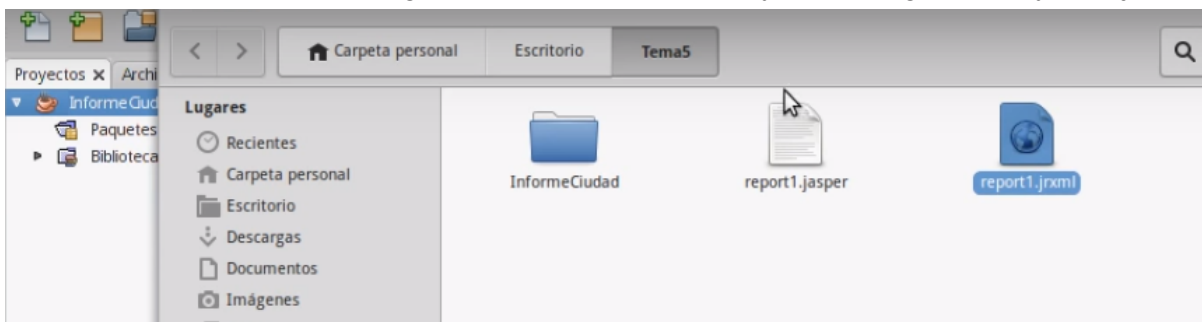 Carpeta personal Escritorio Tema5
Proyectos Archi
InformeCiud
Paquetes
Biblioteca
Lugares
Recientes
Carpeta personal
Escritorio
Descargas
Documentos
Imágenes
InformeCiudad report1.jasper report1.jrxml